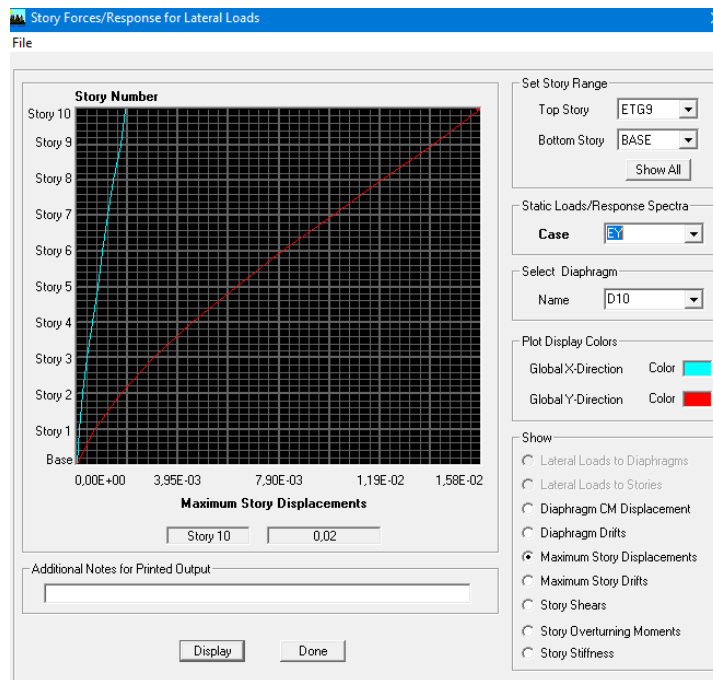 Story Forces/Response for Lateral Loads
File
Story Number
Story 10
Story 9
Story 8
Story 7
Story 6
Story 5
Story 4
Story 3
Story 2
Story 1
Base
0,00E+00 3,95E-03 7,90E-03 1,19E-02 1,58E-02
Maximum Story Displacements
Story 10 0,02
Additional Notes for Printed Output
Display Done
Set Story Range
Top Story ETG9
Bottom Story BASE
Show All
Static Loads/Response Spectra
Case EY
Select Diaphragm
Name D10
Plot Display Colors
Global X-Direction Color
Global Y-Direction Color
Show
Lateral Loads to Diaphragms
Lateral Loads to Stories
Diaphragm CM Displacement
Diaphragm Drifts
Maximum Story Displacements
Maximum Story Drifts
Story Shears
Story Overturning Moments
Story Stiffness